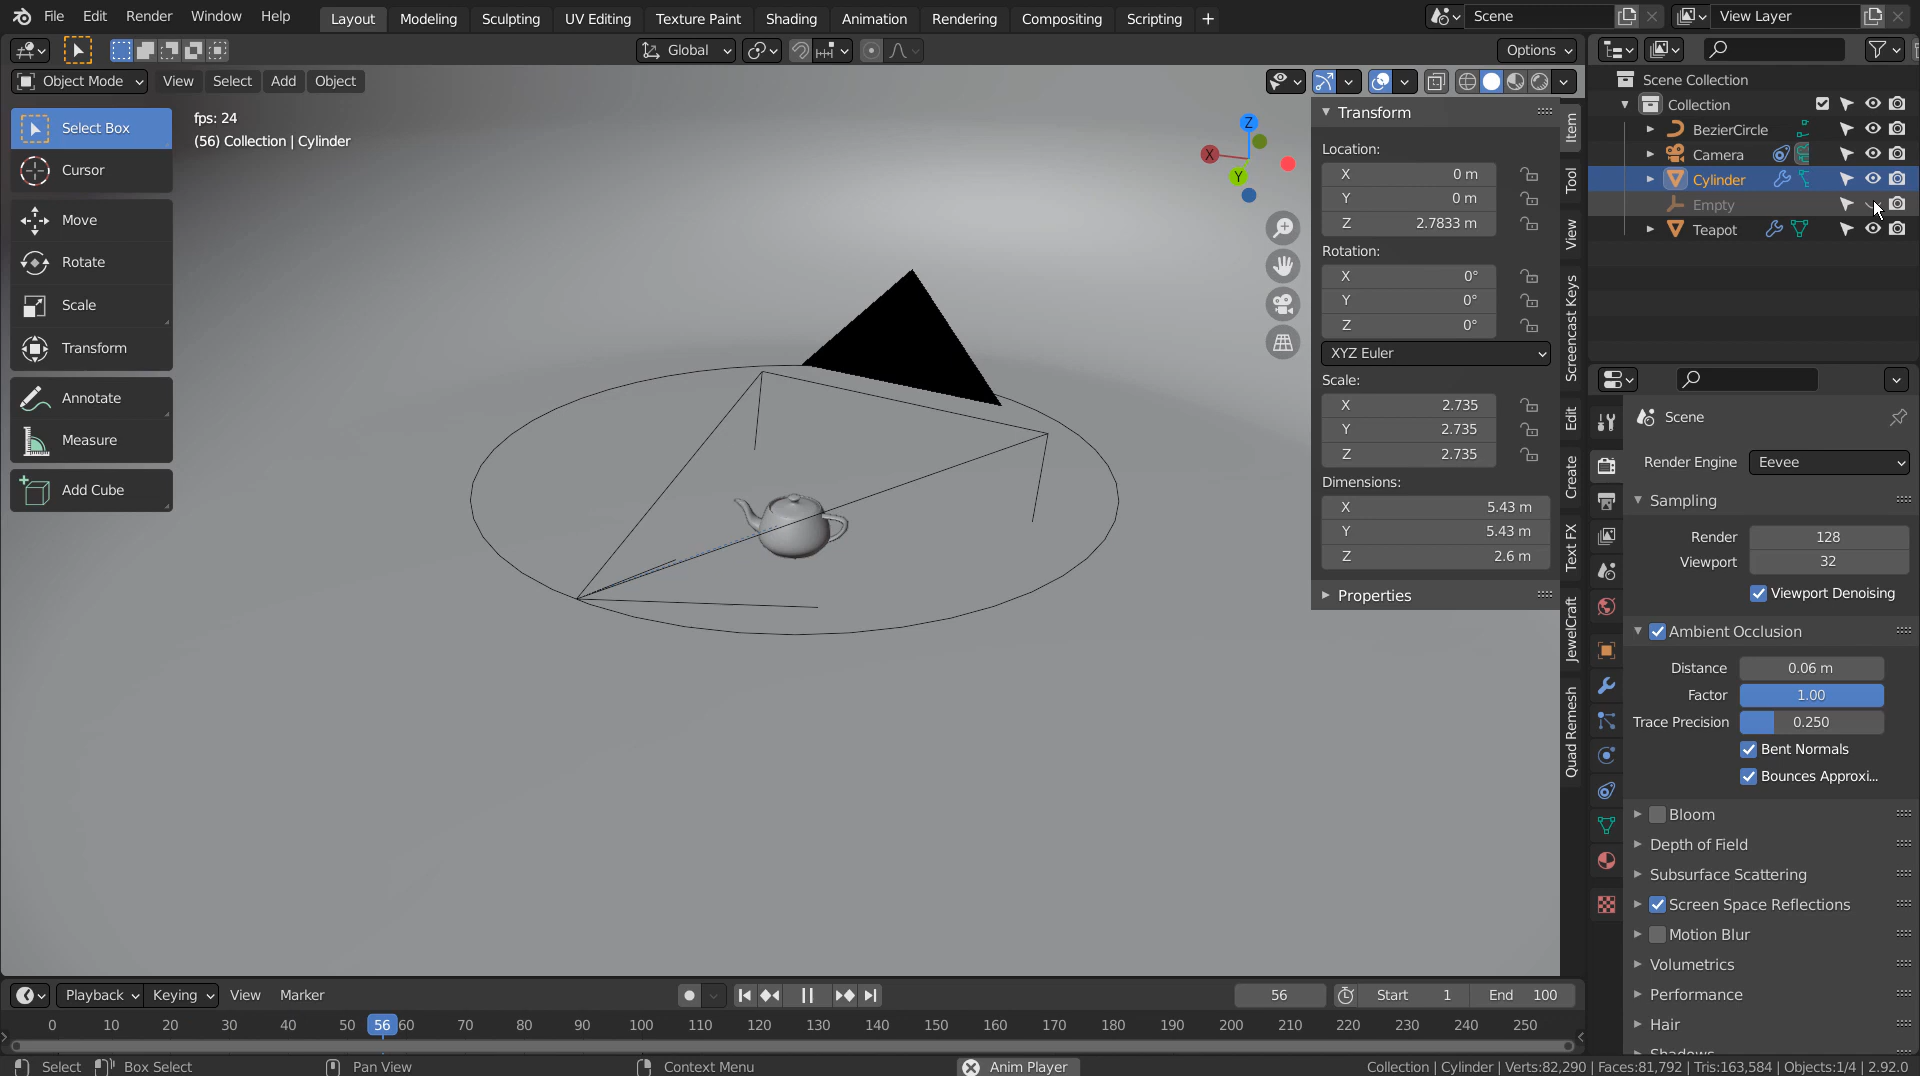 File Edit Render Window Help Layout Modeling Sculpting UV Editing Texture Paint Shading Animation Rendering Compositing Scripting + Scene View Layer
Global Options
Object Mode View Select Add Object
Select Box
Cursor
Move
Rotate
Scale
Transform
Annotate
Measure
Add Cube
fps: 24
(56) Collection | Cylinder
Z
X
Y
Transform
Location:
X 0 m
Y 0 m
Z 2.7833 m
Rotation:
X 0°
Y 0°
Z 0°
XYZ Euler
Scale:
X 2.735
Y 2.735
Z 2.735
Dimensions:
X 5.43 m
Y 5.43 m
Z 2.6 m
Properties
Item
Tool
View
Screencast Keys
Edit
Create
Text FX
JewelCraft
Quad Remesh
Scene Collection
Collection
BezierCircle
Camera
Cylinder
Empty
Teapot
Scene
Render Engine Eevee
Sampling
Render 128
Viewport 32
Viewport Denoising
Ambient Occlusion
Distance 0.06 m
Factor 1.00
Trace Precision 0.250
Bent Normals
Bounces Approxi...
Bloom
Depth of Field
Subsurface Scattering
Screen Space Reflections
Motion Blur
Volumetrics
Performance
Hair
Shadows
Playback Keying View Marker 56 Start 1 End 100
0 10 20 30 40 50 56 60 70 80 90 100 110 120 130 140 150 160 170 180 190 200 210 220 230 240 250
Select Box Select Pan View Context Menu Anim Player Collection | Cylinder | Verts:82,290 | Faces:81,792 | Tris:163,584 | Objects:1/4 | 2.92.0